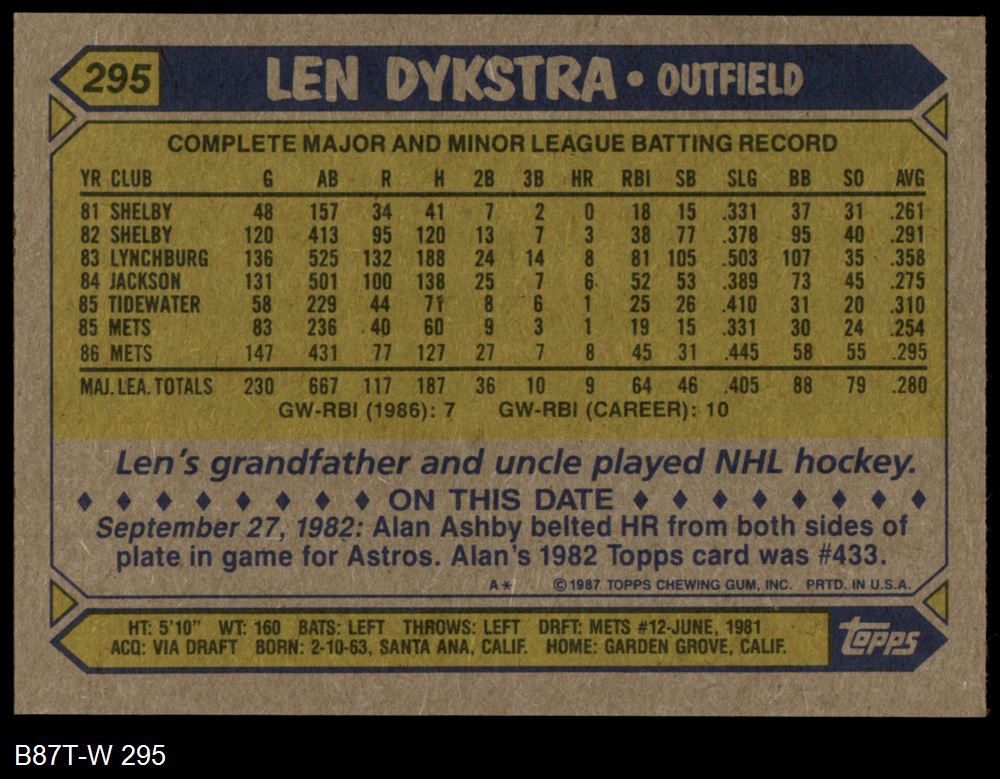 295 LEN DYKSTRA • OUTFIELD
COMPLETE MAJOR AND MINOR LEAGUE BATTING RECORD
YR CLUB G AB R H 2B 3B HR RBI SB SLG BB SO AVG
81 SHELBY 48 157 34 41 7 2 0 18 15 .331 37 31 .261
82 SHELBY 120 413 95 120 13 7 3 38 77 .378 95 40 .291
83 LYNCHBURG 136 525 132 188 24 14 8 81 105 .503 107 35 .358
84 JACKSON 131 501 100 138 25 7 6 52 53 .389 73 45 .275
85 TIDEWATER 58 229 44 71 8 6 1 25 26 .410 31 20 .310
85 METS 83 236 40 60 9 3 1 19 15 .331 30 24 .254
86 METS 147 431 77 127 27 7 8 45 31 .445 58 55 .295
MAJ. LEA. TOTALS 230 667 117 187 36 10 9 64 46 .405 88 79 .280
GW-RBI (1986): 7 GW-RBI (CAREER): 10
Len's grandfather and uncle played NHL hockey.
♦ ♦ ♦ ♦ ♦ ♦ ♦ ♦ ON THIS DATE ♦ ♦ ♦ ♦ ♦ ♦ ♦ ♦
September 27, 1982: Alan Ashby belted HR from both sides of
plate in game for Astros. Alan's 1982 Topps card was #433.
A* © 1987 TOPPS CHEWING GUM, INC. PRTD. IN U.S.A.
HT: 5'10" WT: 160 BATS: LEFT THROWS: LEFT DRFT: METS #12-JUNE, 1981
ACQ: VIA DRAFT BORN: 2-10-63, SANTA ANA, CALIF. HOME: GARDEN GROVE, CALIF.
topps
B87T-W 295